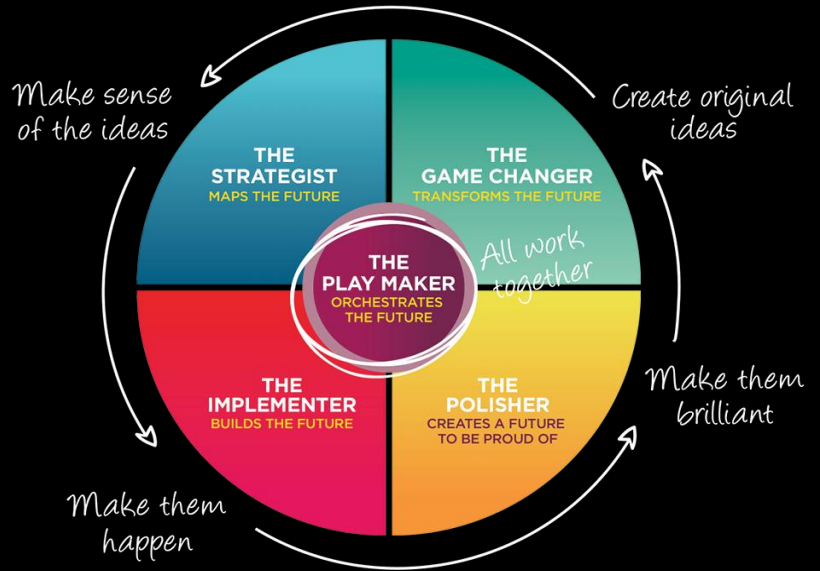 Make sense
of the ideas
Create original
ideas
THE
STRATEGIST
MAPS THE FUTURE
THE
GAME CHANGER
TRANSFORMS THE FUTURE
THE
PLAY MAKER
ORCHESTRATES
THE FUTURE
All work
together
THE
IMPLEMENTER
BUILDS THE FUTURE
THE
POLISHER
CREATES A FUTURE
TO BE PROUD OF
Make them
brilliant
Make them
happen